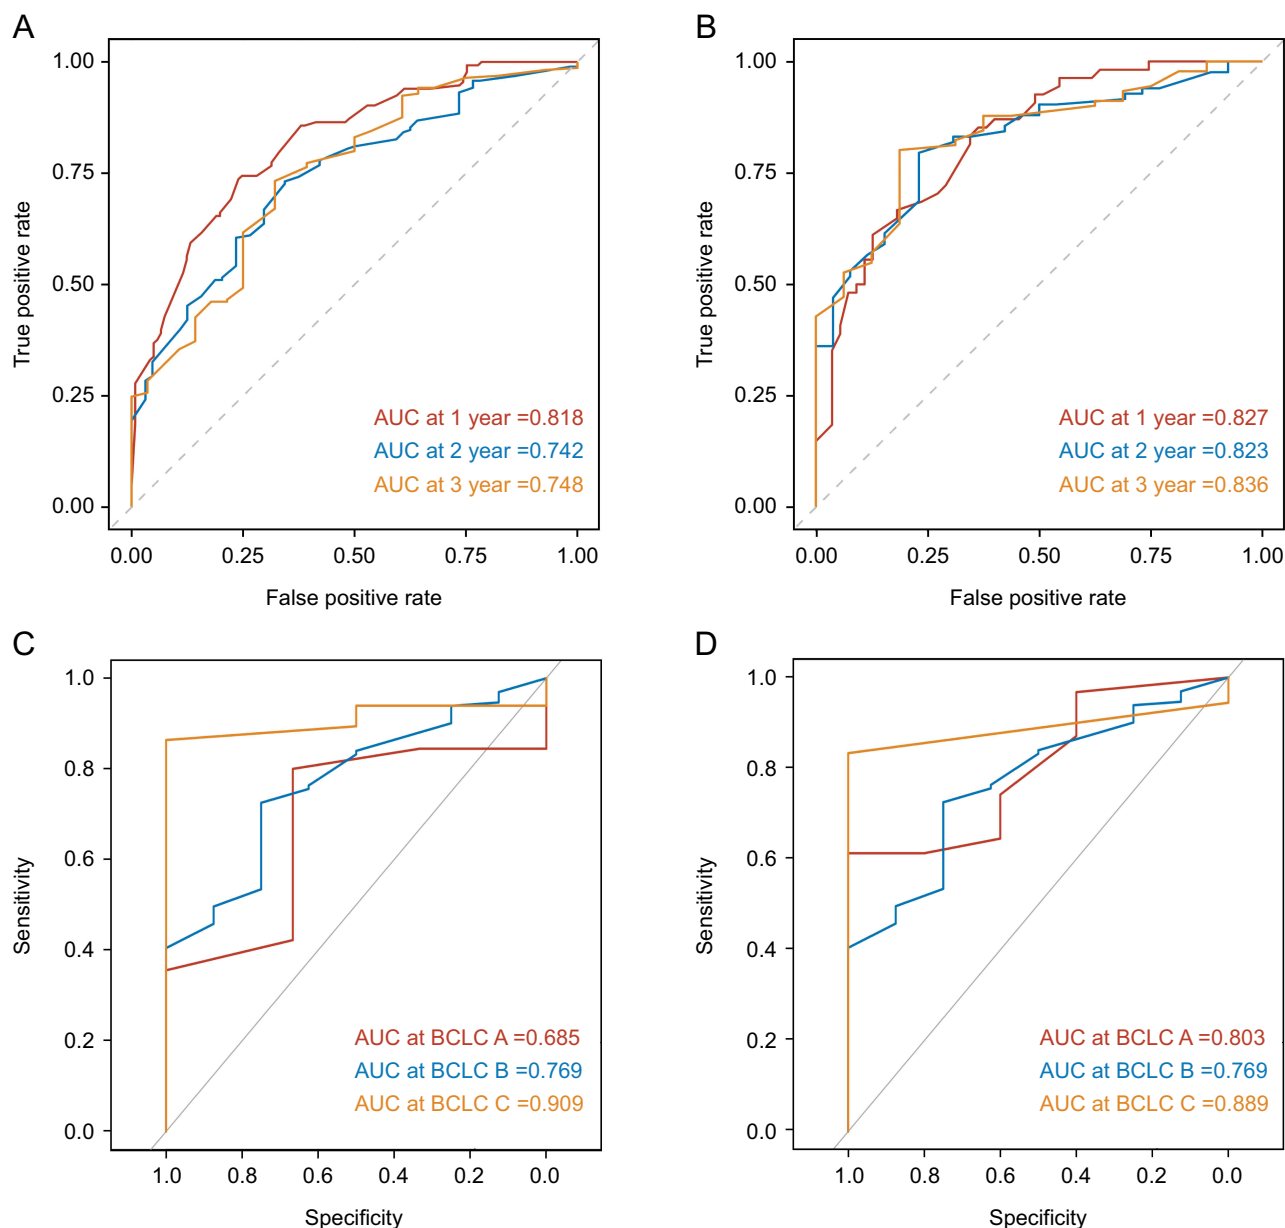 A
1.00
0.75
0.50
0.25
0.00
True positive rate
AUC at 1 year =0.818
AUC at 2 year =0.742
AUC at 3 year =0.748
0.00 0.25 0.50 0.75 1.00
False positive rate
B
1.00
0.75
0.50
0.25
0.00
True positive rate
AUC at 1 year =0.827
AUC at 2 year =0.823
AUC at 3 year =0.836
0.00 0.25 0.50 0.75 1.00
False positive rate
C
1.0
0.8
0.6
0.4
0.2
0.0
Sensitivity
AUC at BCLC A =0.685
AUC at BCLC B =0.769
AUC at BCLC C =0.909
1.0 0.8 0.6 0.4 0.2 0.0
Specificity
D
1.0
0.8
0.6
0.4
0.2
0.0
Sensitivity
AUC at BCLC A =0.803
AUC at BCLC B =0.769
AUC at BCLC C =0.889
1.0 0.8 0.6 0.4 0.2 0.0
Specificity